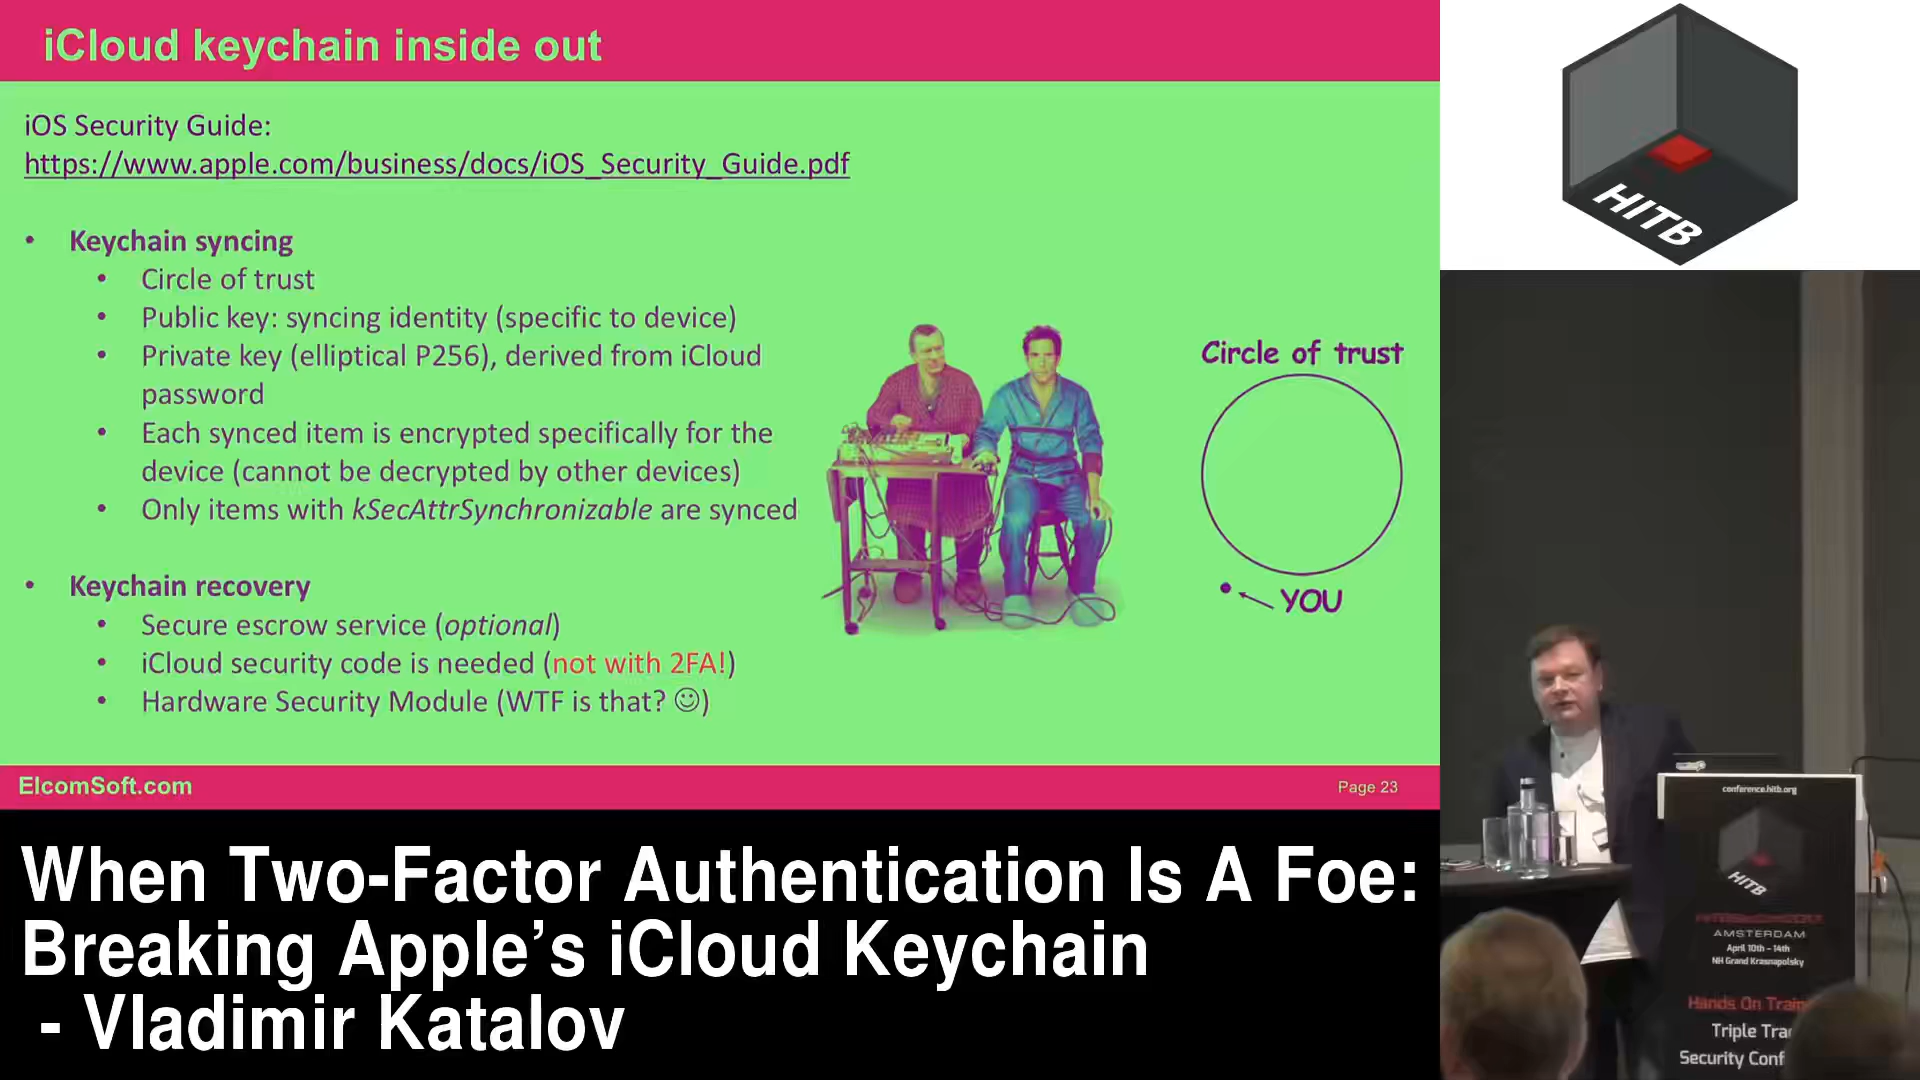 iCloud keychain inside out
iOS Security Guide:
https://www.apple.com/business/docs/iOS_Security_Guide.pdf
• Keychain syncing
• Circle of trust
• Public key: syncing identity (specific to device)
• Private key (elliptical P256), derived from iCloud
password
• Each synced item is encrypted specifically for the
device (cannot be decrypted by other devices)
• Only items with kSecAttrSynchronizable are synced
• Keychain recovery
• Secure escrow service (optional)
• iCloud security code is needed (not with 2FA!)
• Hardware Security Module (WTF is that? ☺)
Circle of trust
YOU
ElcomSoft.com
Page 23
HITB
conference.hitb.org
HITB
AMSTERDAM
April 10th - 14th
NH Grand Krasnapolsky
Hands On Train
Triple Tra
Security Conf
When Two-Factor Authentication Is A Foe:
Breaking Apple’s iCloud Keychain
- Vladimir Katalov